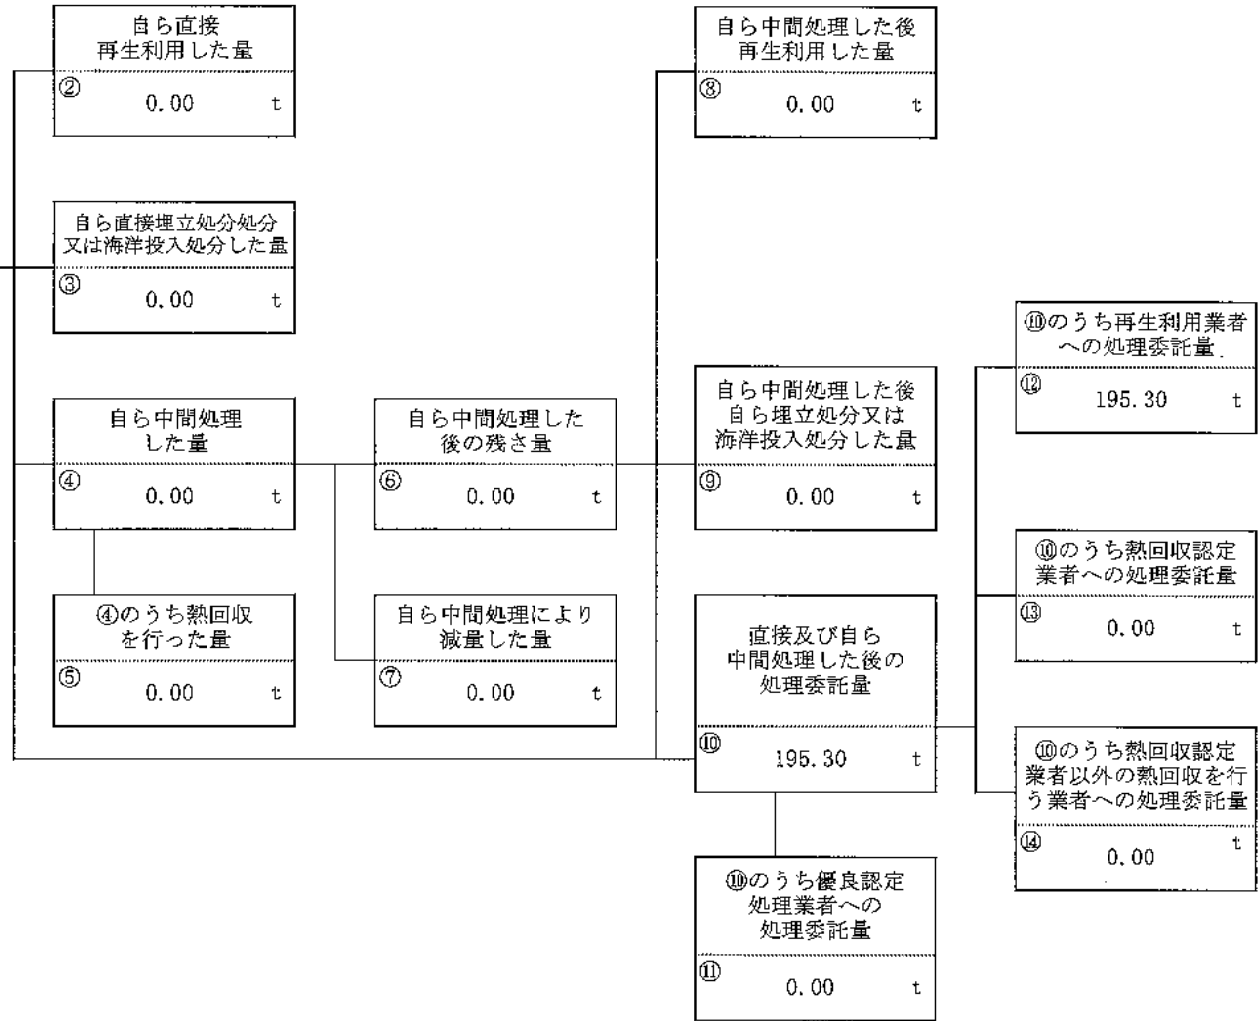 自ら直接
再生利用した量
② 0.00 t
自ら中間処理した後
再生利用した量
⑧ 0.00 t
自ら直接埋立処分処分
又は海洋投入処分した量
③ 0.00 t
⑩のうち再生利用業者
への処理委託量
⑫ 195.30 t
自ら中間処理
した量
④ 0.00 t
自ら中間処理した
後の残さ量
⑥ 0.00 t
自ら中間処理した後
自ら埋立処分又は
海洋投入処分した量
⑨ 0.00 t
⑩のうち熱回収認定
業者への処理委託量
⑬ 0.00 t
④のうち熱回収
を行った量
⑤ 0.00 t
自ら中間処理により
減量した量
⑦ 0.00 t
直接及び自ら
中間処理した後の
処理委託量
⑩ 195.30 t
⑩のうち熱回収認定
業者以外の熱回収を行
う業者への処理委託量
⑭ 0.00 t
⑩のうち優良認定
処理業者への
処理委託量
⑪ 0.00 t